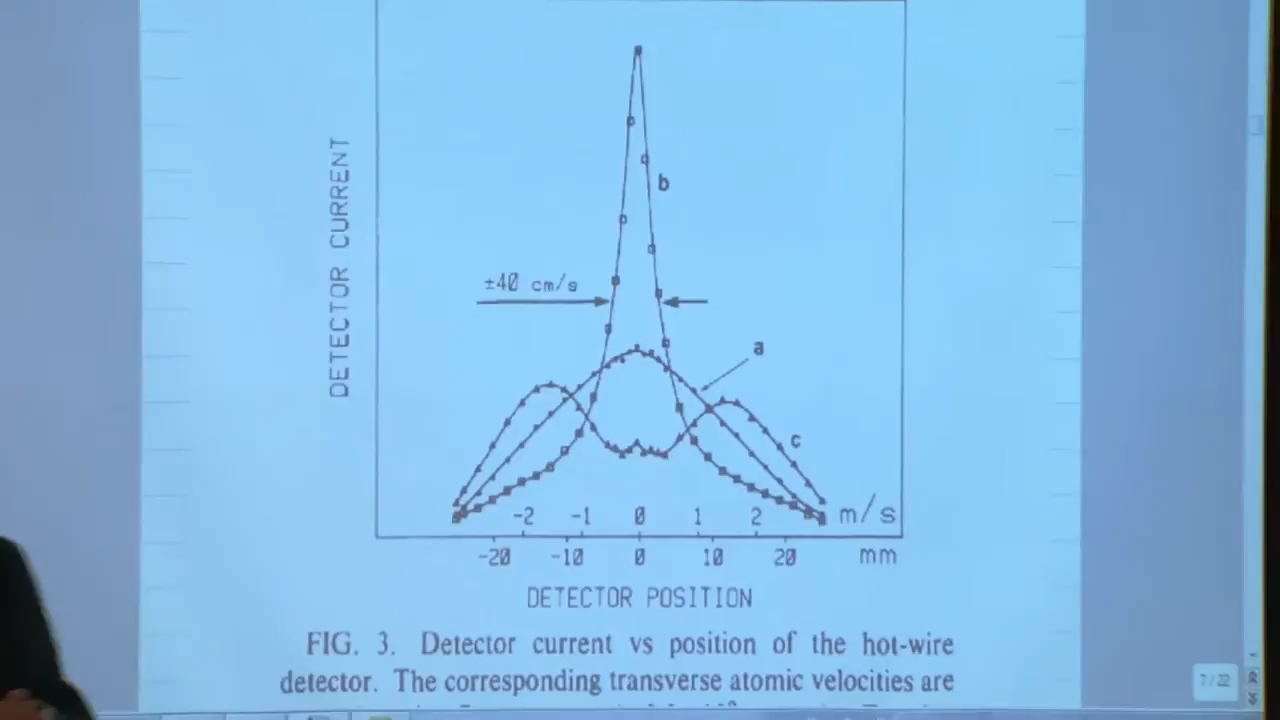 DETECTOR CURRENT
b
±40 cm/s
a
c
-2 -1 0 1 2 m/s
-20 -10 0 10 20 mm
DETECTOR POSITION
FIG. 3. Detector current vs position of the hot-wire
detector. The corresponding transverse atomic velocities are
7 / 22